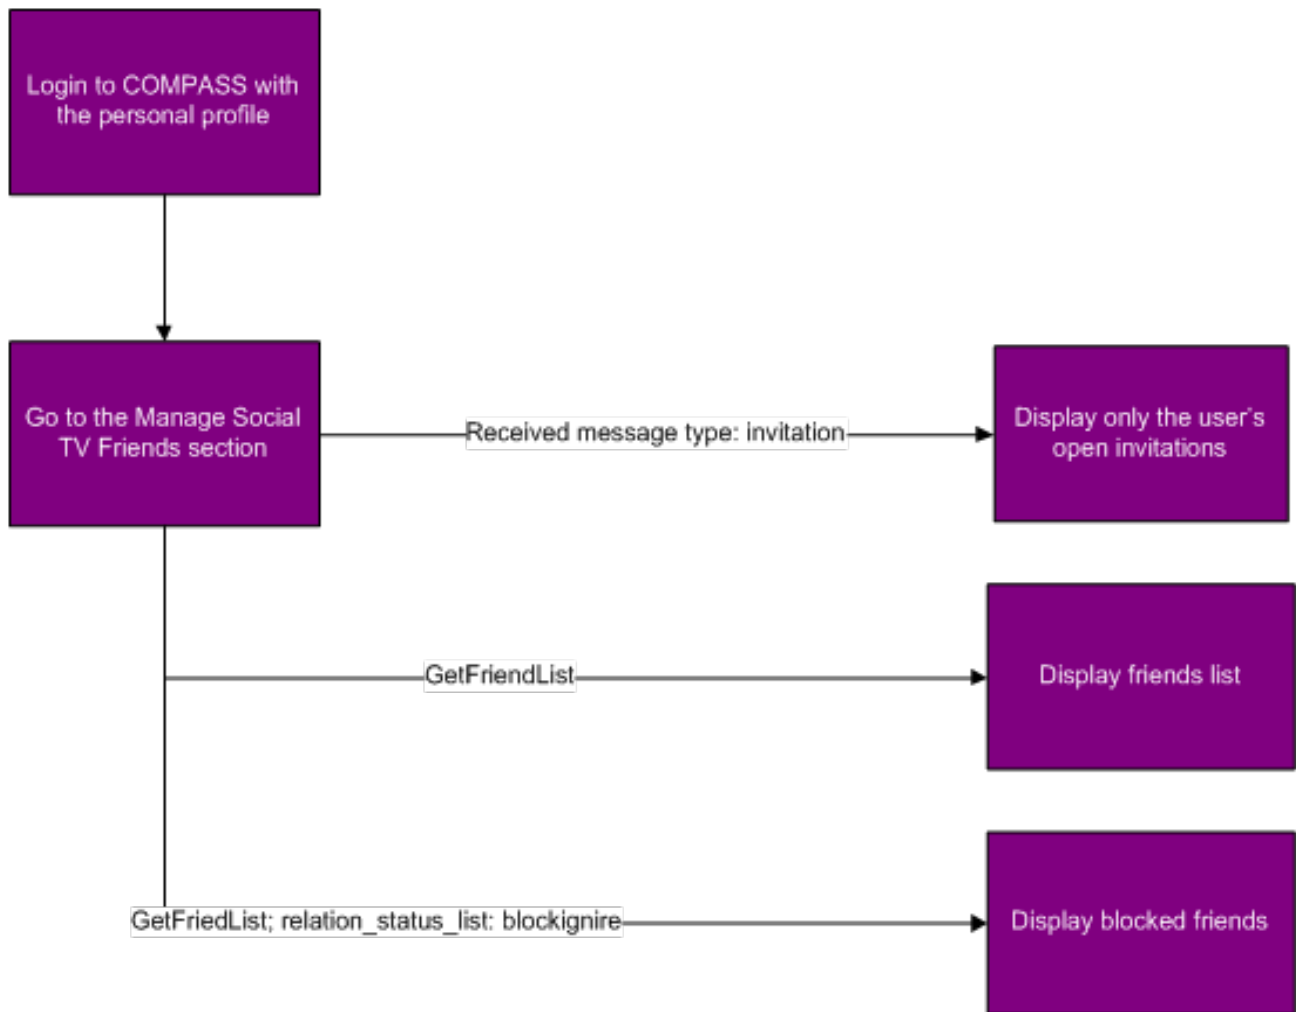 Login to COMPASS with
the personal profile
Go to the Manage Social
TV Friends section
Received message type: invitation
Display only the user's
open invitations
GetFriendList
Display friends list
GetFriedList; relation_status_list: blockignire
Display blocked friends